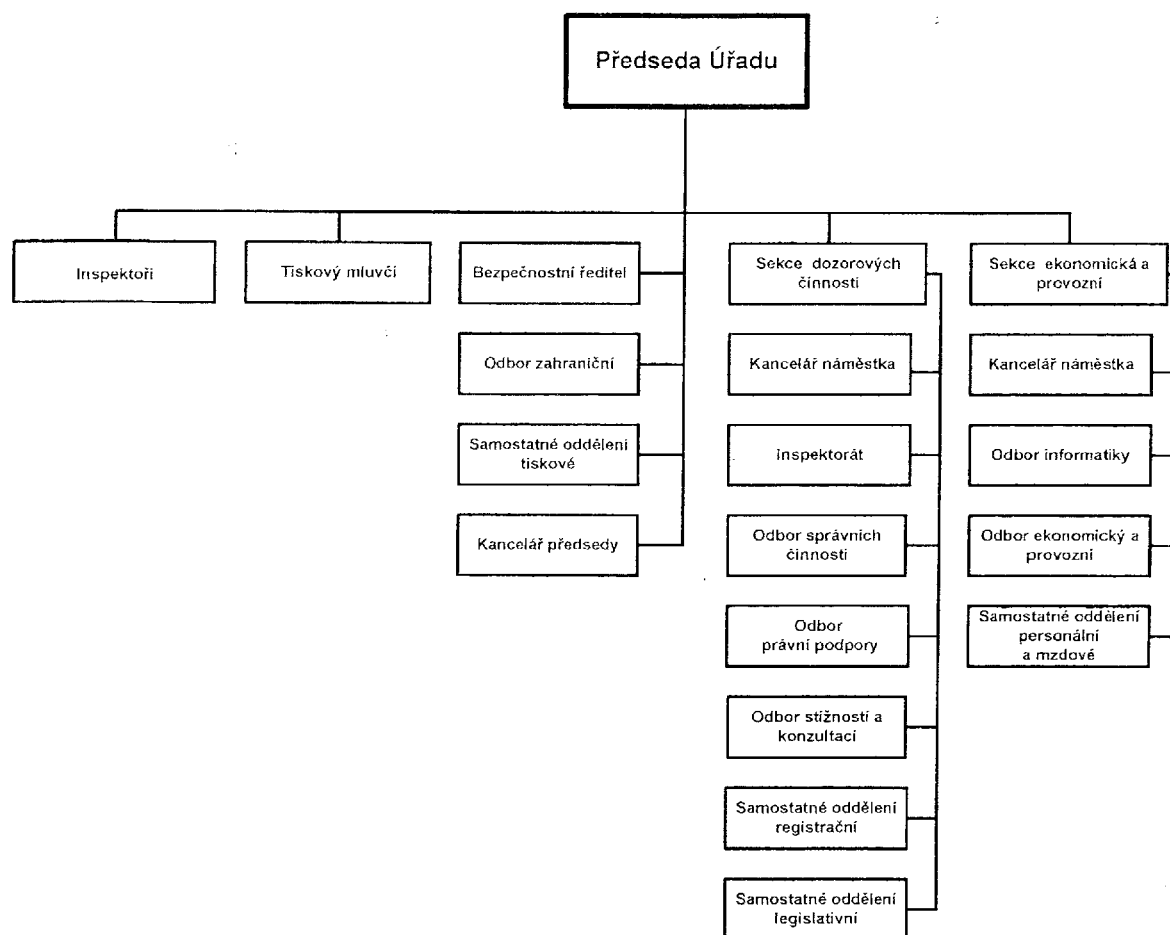 Předseda Úřadu
Inspektoři
Tiskový mluvčí
Bezpečnostní ředitel
Odbor zahraniční
Samostatné oddělení
tiskové
Kancelář předsedy
Sekce dozorových
činností
Kancelář náměstka
Inspektorát
Odbor správních
činností
Odbor
právní podpory
Odbor stížností a
konzultací
Samostatné oddělení
registrační
Samostatné oddělení
legislativní
Sekce ekonomická a
provozní
Kancelář náměstka
Odbor informatiky
Odbor ekonomický a
provozní
Samostatné oddělení
personální
a mzdové